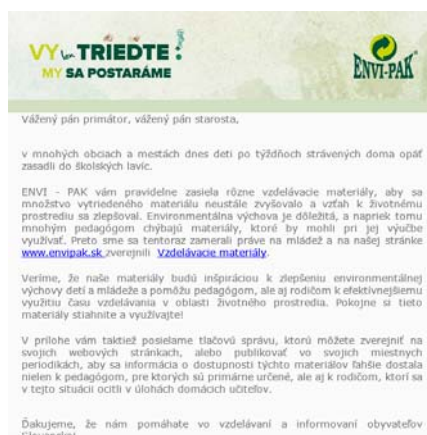 VY len TRIEDTE!
MY SA POSTARÁME
ENVI-PAK
Vážený pán primátor, vážený pán starosta,
v mnohých obciach a mestách dnes deti po týždňoch strávených doma opäť
zasadli do školských lavíc.
ENVI - PAK vám pravidelne zasiela rôzne vzdelávacie materiály, aby sa
množstvo vytriedeného materiálu neustále zvyšovalo a vzťah k životnému
prostrediu sa zlepšoval. Environmentálna výchova je dôležitá, a napriek tomu
mnohým pedagógom chýbajú materiály, ktoré by mohli pri jej výučbe
využívať. Preto sme sa tentoraz zamerali práve na mládež a na našej stránke
www.envipak.sk zverejnili Vzdelávacie materiály.
Veríme, že naše materiály budú inšpiráciou k zlepšeniu environmentálnej
výchovy detí a mládeže a pomôžu pedagógom, ale aj rodičom k efektívnejšiemu
využitiu času vzdelávania v oblasti životného prostredia. Pokojne si tieto
materiály stiahnite a využívajte!
V prílohe vám taktiež posielame tlačovú správu, ktorú môžete zverejniť na
svojich webových stránkach, alebo publikovať vo svojich miestnych
periodikách, aby sa informácia o dostupnosti týchto materiálov ľahšie dostala
nielen k pedagógom, pre ktorých sú primárne určené, ale aj k rodičom, ktorí sa
v tejto situácii ocitli v úlohách domácich učiteľov.
Ďakujeme, že nám pomáhate vo vzdelávaní a informovaní obyvateľov